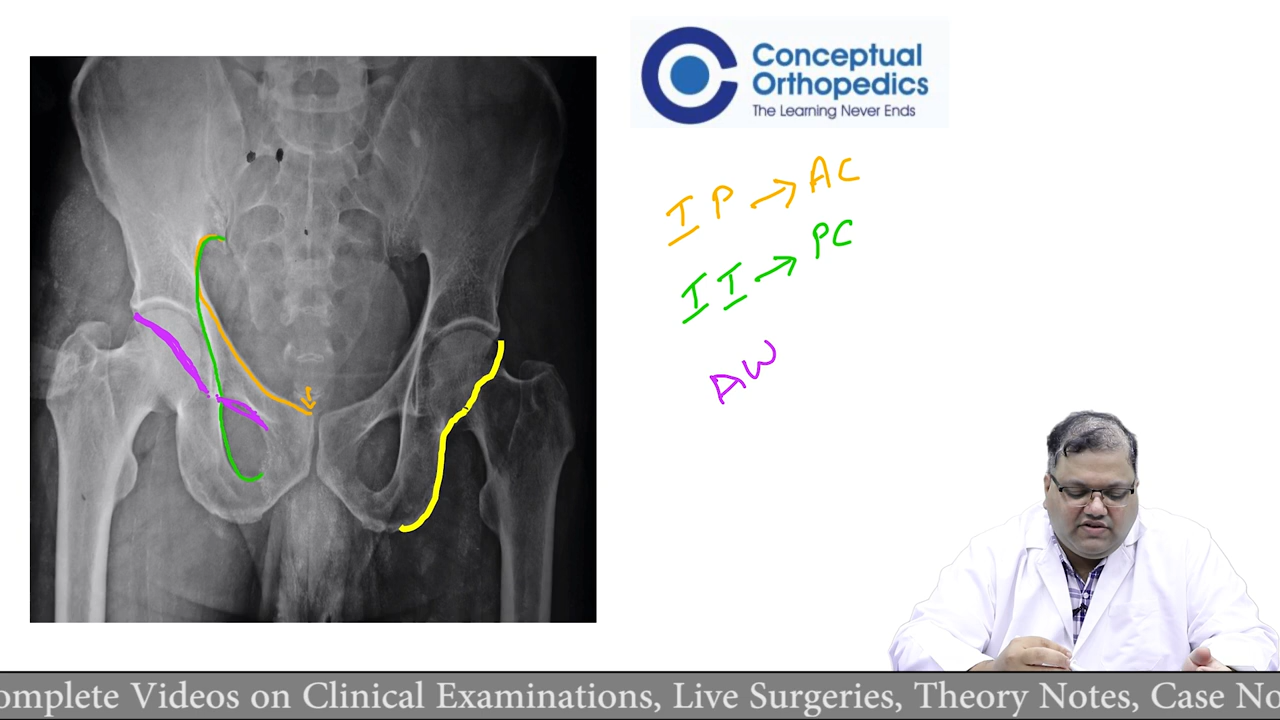 Conceptual
Orthopedics
The Learning Never Ends
IP → AC
II → PC
AW
omplete Videos on Clinical Examinations, Live Surgeries, Theory Notes, Case No